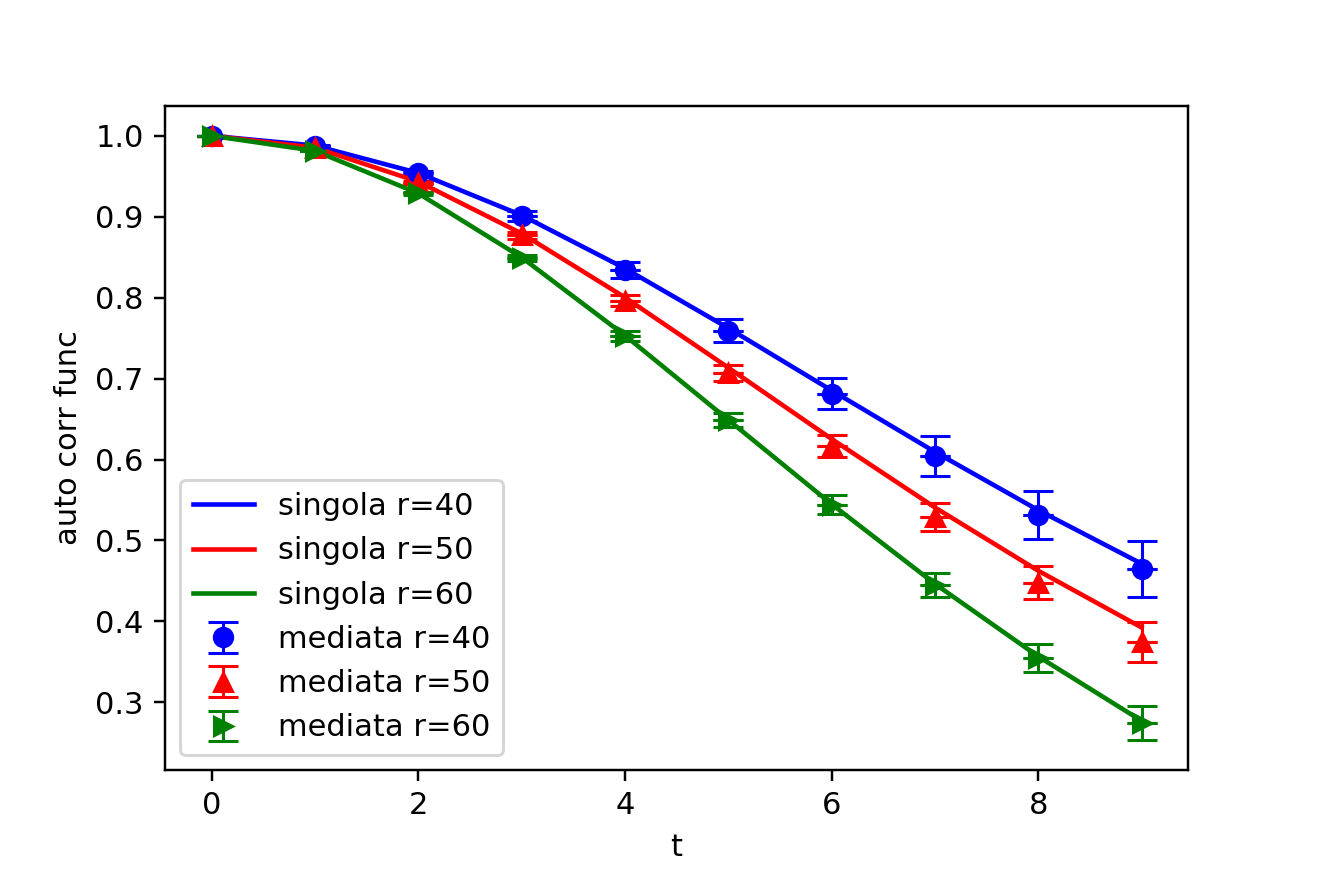 1.0
0.9
0.8
0.7
0.6
0.5
0.4
0.3
auto corr func
singola r=40
singola r=50
singola r=60
mediata r=40
mediata r=50
mediata r=60
0 2 4 6 8
t